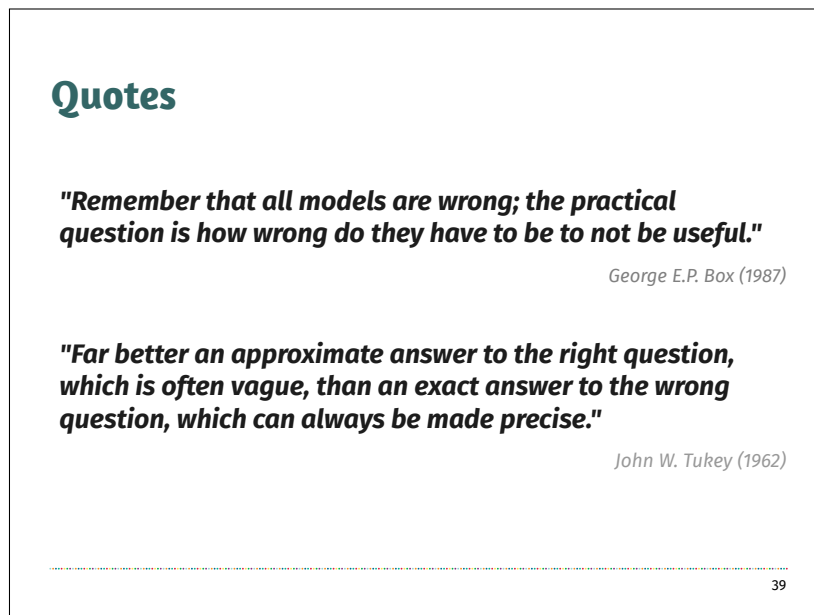 Quotes
"Remember that all models are wrong; the practical
question is how wrong do they have to be to not be useful."
George E.P. Box (1987)
"Far better an approximate answer to the right question,
which is often vague, than an exact answer to the wrong
question, which can always be made precise."
John W. Tukey (1962)
39